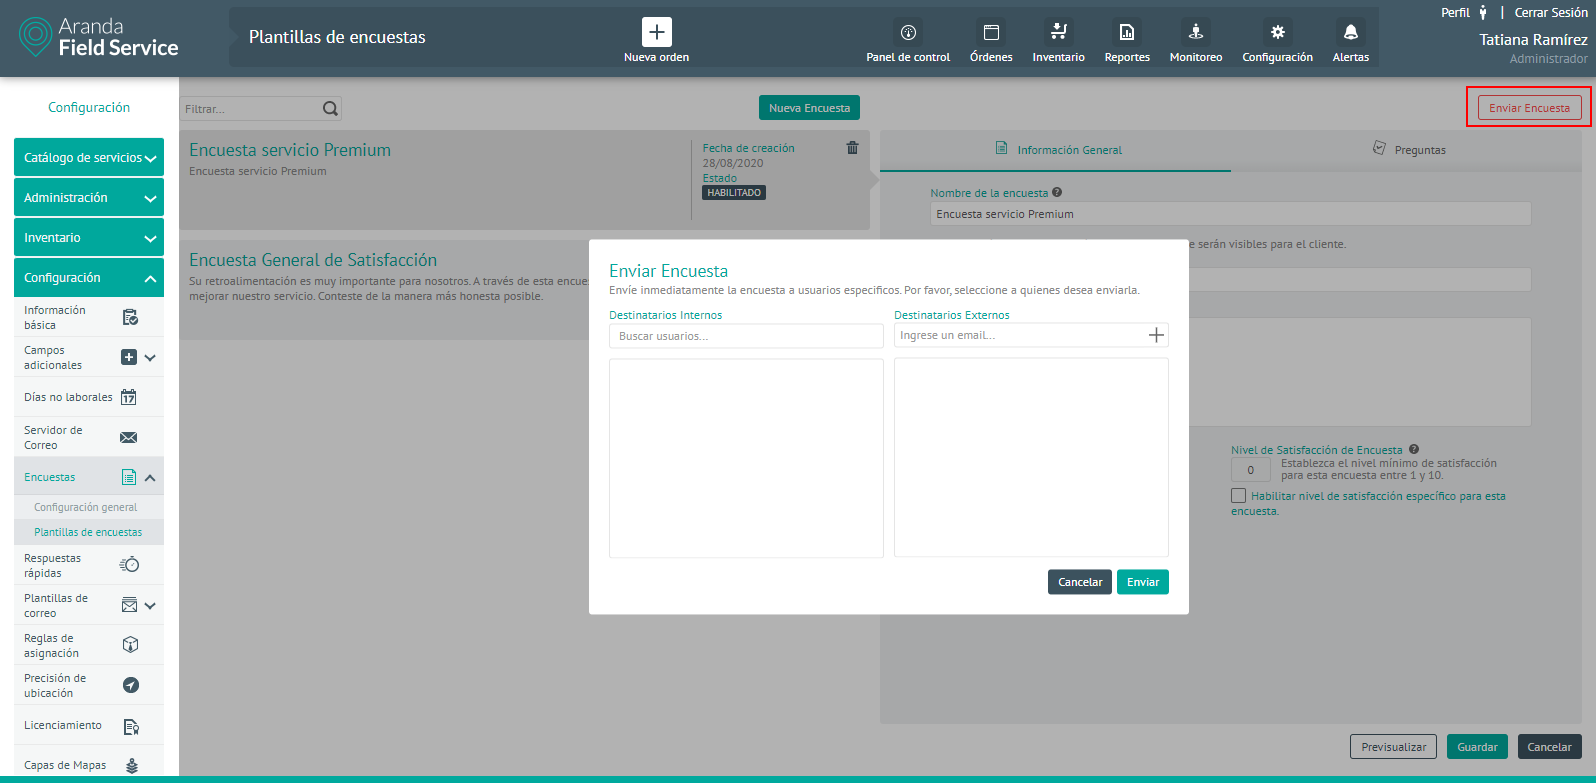 Aranda
Field Service
Plantillas de encuestas
Nueva orden
Panel de control
Órdenes
Inventario
Reportes
Monitoreo
Configuración
Alertas
Perfil | Cerrar Sesión
Tatiana Ramírez
Administrador
Configuración
Catálogo de servicios
Administración
Inventario
Configuración
Información
básica
Campos
adicionales
Días no laborales
17
Servidor de
Correo
Encuestas
Configuración general
Plantillas de encuestas
Respuestas
rápidas
Plantillas de
correo
Reglas de
asignación
Precisión de
ubicación
Licenciamiento
Capas de Mapas
Filtrar...
Nueva Encuesta
Enviar Encuesta
Encuesta servicio Premium
Encuesta servicio Premium
Fecha de creación
28/08/2020
Estado
HABILITADO
Encuesta General de Satisfacción
Su retroalimentación es muy importante para nosotros. A través de esta encues
mejorar nuestro servicio. Conteste de la manera más honesta posible.
Información General
Preguntas
Nombre de la encuesta
Encuesta servicio Premium
e serán visibles para el cliente.
Nivel de Satisfacción de Encuesta
0
Establezca el nivel mínimo de satisfacción
para esta encuesta entre 1 y 10.
Habilitar nivel de satisfacción específico para esta
encuesta.
Previsualizar
Guardar
Cancelar
Enviar Encuesta
Envíe inmediatamente la encuesta a usuarios especificos. Por favor, seleccione a quienes desea enviarla.
Destinatarios Internos
Buscar usuarios...
Destinatarios Externos
Ingrese un email...
Cancelar
Enviar